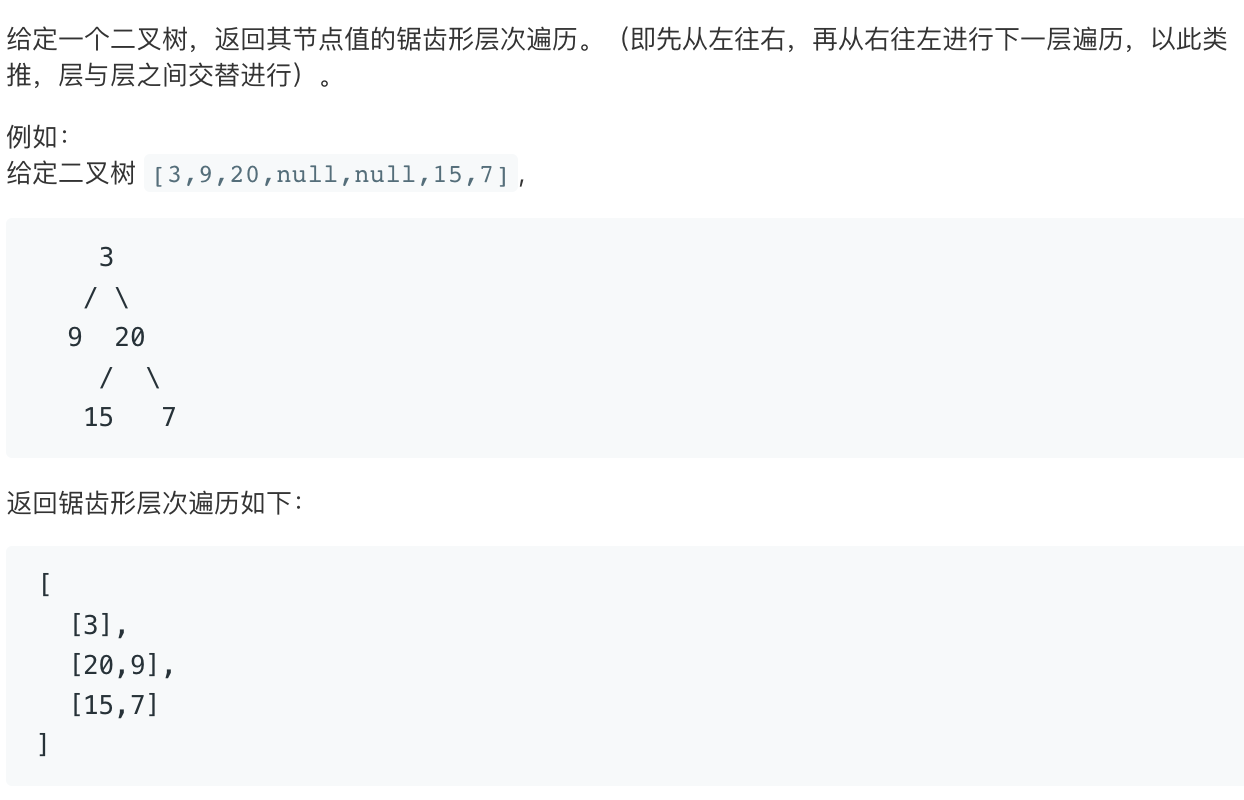 给定一个二叉树，返回其节点值的锯齿形层次遍历。（即先从左往右，再从右往左进行下一层遍历，以此类
推，层与层之间交替进行）。
例如：
给定二叉树 [3,9,20,null,null,15,7],
3
/ \
9 20
/ \
15 7
返回锯齿形层次遍历如下：
[
[3],
[20,9],
[15,7]
]